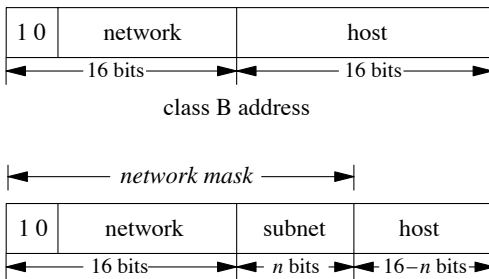 1 0 network host
16 bits 16 bits
class B address
network mask
1 0 network subnet host
16 bits n bits 16–n bits